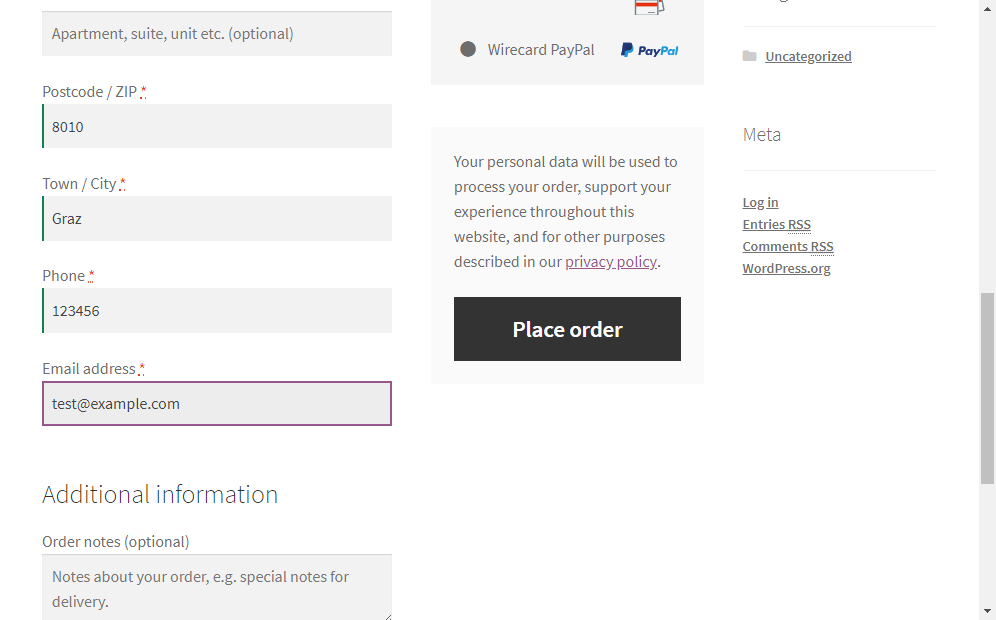 Apartment, suite, unit etc. (optional)
Postcode / ZIP *
8010
Town / City *
Graz
Phone *
123456
Email address *
test@example.com
Additional information
Order notes (optional)
Notes about your order, e.g. special notes for
delivery.
Wirecard PayPal PayPal
Your personal data will be used to
process your order, support your
experience throughout this
website, and for other purposes
described in our privacy policy.
Place order
Uncategorized
Meta
Log in
Entries RSS
Comments RSS
WordPress.org